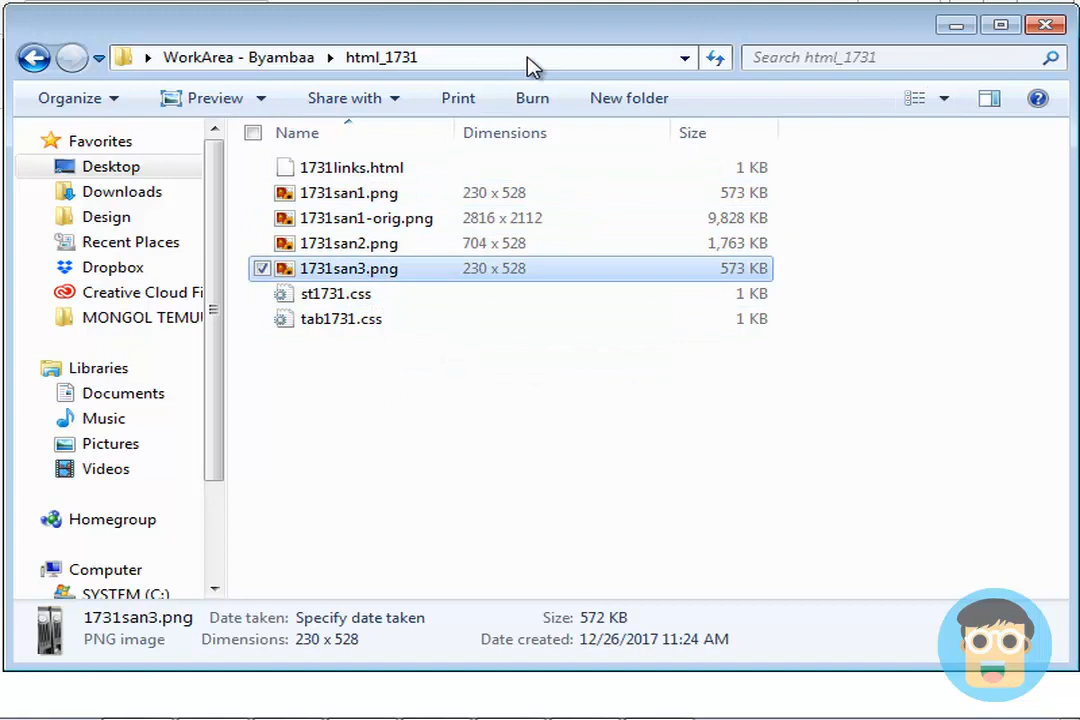 WorkArea - Byambaa html_1731
Search html_1731
Organize Preview Share with Print Burn New folder
Favorites
Desktop
Downloads
Design
Recent Places
Dropbox
Creative Cloud Fi
MONGOL TEMU
Libraries
Documents
Music
Pictures
Videos
Homegroup
Computer
SYSTEM (C:)
Name Dimensions Size
1731links.html 1 KB
1731san1.png 230 x 528 573 KB
1731san1-orig.png 2816 x 2112 9,828 KB
1731san2.png 704 x 528 1,763 KB
1731san3.png 230 x 528 573 KB
st1731.css 1 KB
tab1731.css 1 KB
1731san3.png Date taken: Specify date taken Size: 572 KB
PNG image Dimensions: 230 x 528 Date created: 12/26/2017 11:24 AM